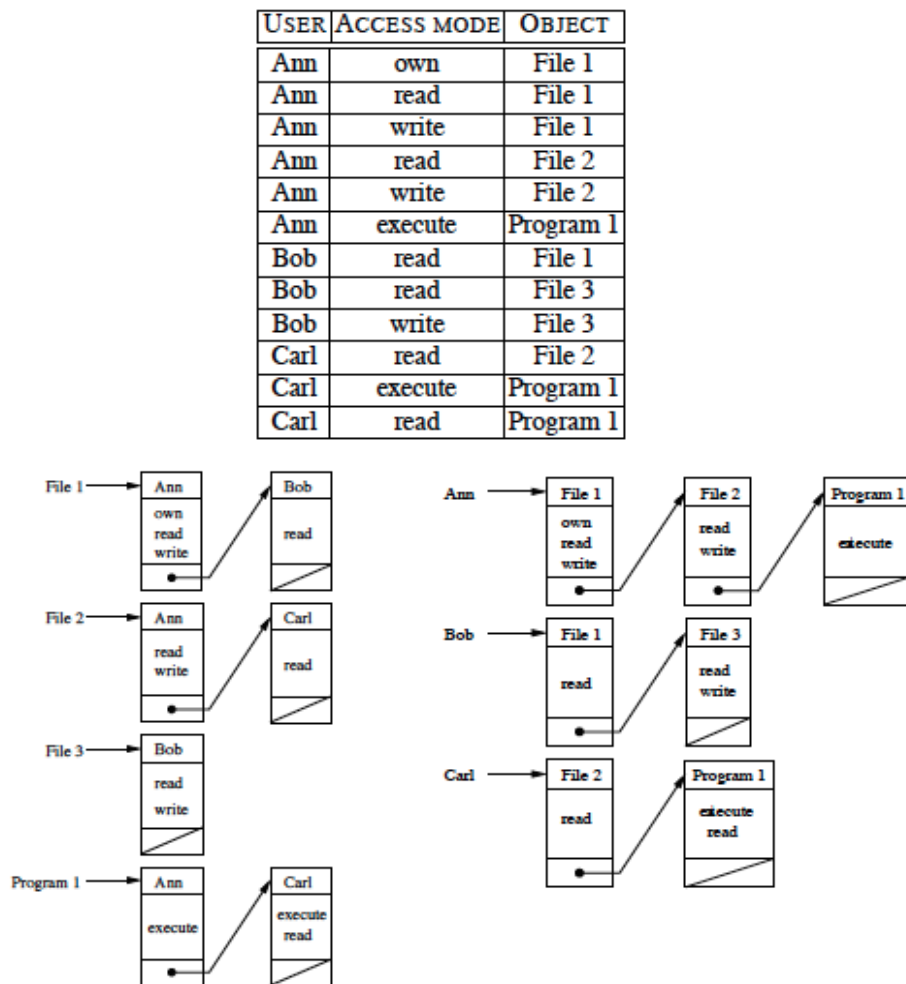 USER ACCESS MODE OBJECT
Ann own File 1
Ann read File 1
Ann write File 1
Ann read File 2
Ann write File 2
Ann execute Program 1
Bob read File 1
Bob read File 3
Bob write File 3
Carl read File 2
Carl execute Program 1
Carl read Program 1
File 1 Ann Bob
own
read read
write
File 2 Ann Carl
read read
write
File 3 Bob
read
write
Program 1 Ann Carl
execute execute
read
Ann File 1 File 2 Program 1
own read execute
read write
write
Bob File 1 File 3
read read
write
Carl File 2 Program 1
read execute
read